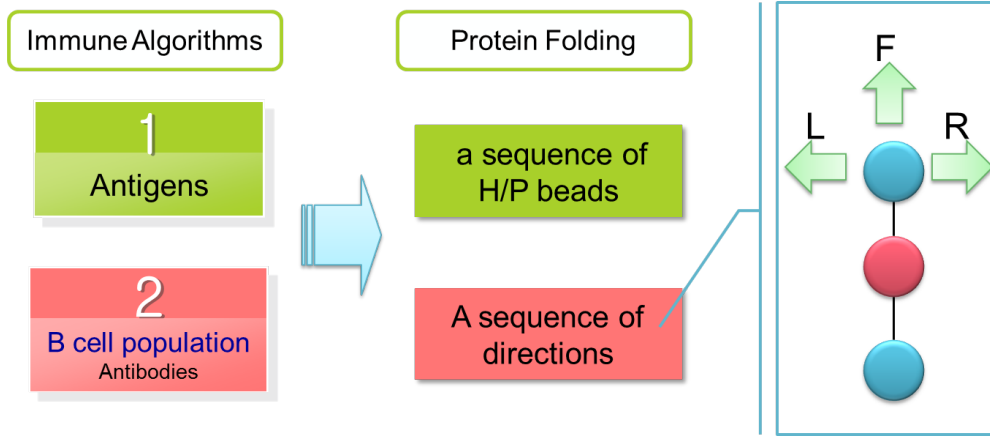 Immune Algorithms
Protein Folding
1
Antigens
a sequence of
H/P beads
2
B cell population
Antibodies
A sequence of
directions
F
L
R